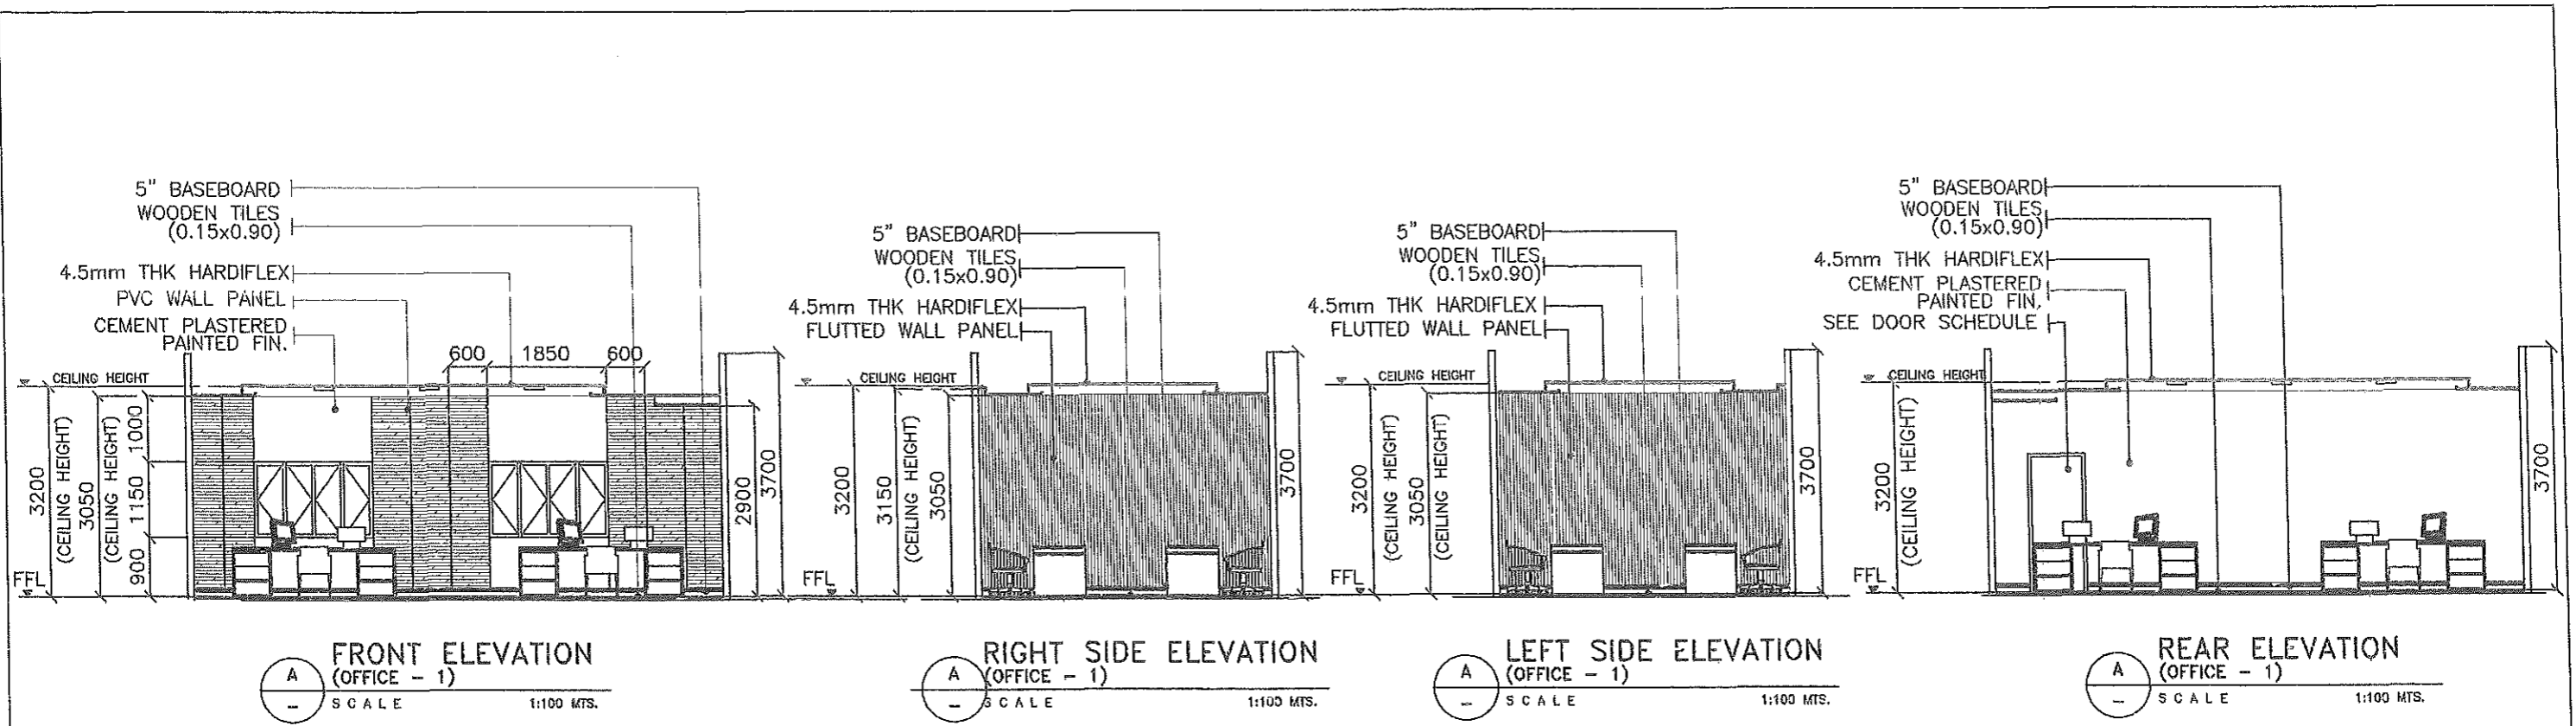 5" BASEBOARD
WOODEN TILES
(0.15x0.90)
4.5mm THK HARDIFLEX
PVC WALL PANEL
CEMENT PLASTERED
PAINTED FIN.
600
1850
600
CEILING HEIGHT
3200
(CEILING HEIGHT)
3050
(CEILING HEIGHT)
1000
1150
900
2900
3700
FFL
FRONT ELEVATION
A
(OFFICE - 1)
-
SCALE
1:100 MTS.
5" BASEBOARD
WOODEN TILES
(0.15x0.90)
4.5mm THK HARDIFLEX
FLUTTED WALL PANEL
CEILING HEIGHT
3200
3150
(CEILING HEIGHT)
3050
3700
FFL
RIGHT SIDE ELEVATION
A
(OFFICE - 1)
-
SCALE
1:100 MTS.
5" BASEBOARD
WOODEN TILES
(0.15x0.90)
4.5mm THK HARDIFLEX
FLUTTED WALL PANEL
CEILING HEIGHT
3200
(CEILING HEIGHT)
3050
(CEILING HEIGHT)
3700
FFL
LEFT SIDE ELEVATION
A
(OFFICE - 1)
-
SCALE
1:100 MTS.
5" BASEBOARD
WOODEN TILES
(0.15x0.90)
4.5mm THK HARDIFLEX
CEMENT PLASTERED
PAINTED FIN.
SEE DOOR SCHEDULE
CEILING HEIGHT
3200
(CEILING HEIGHT)
3700
FFL
REAR ELEVATION
A
(OFFICE - 1)
-
SCALE
1:100 MTS.